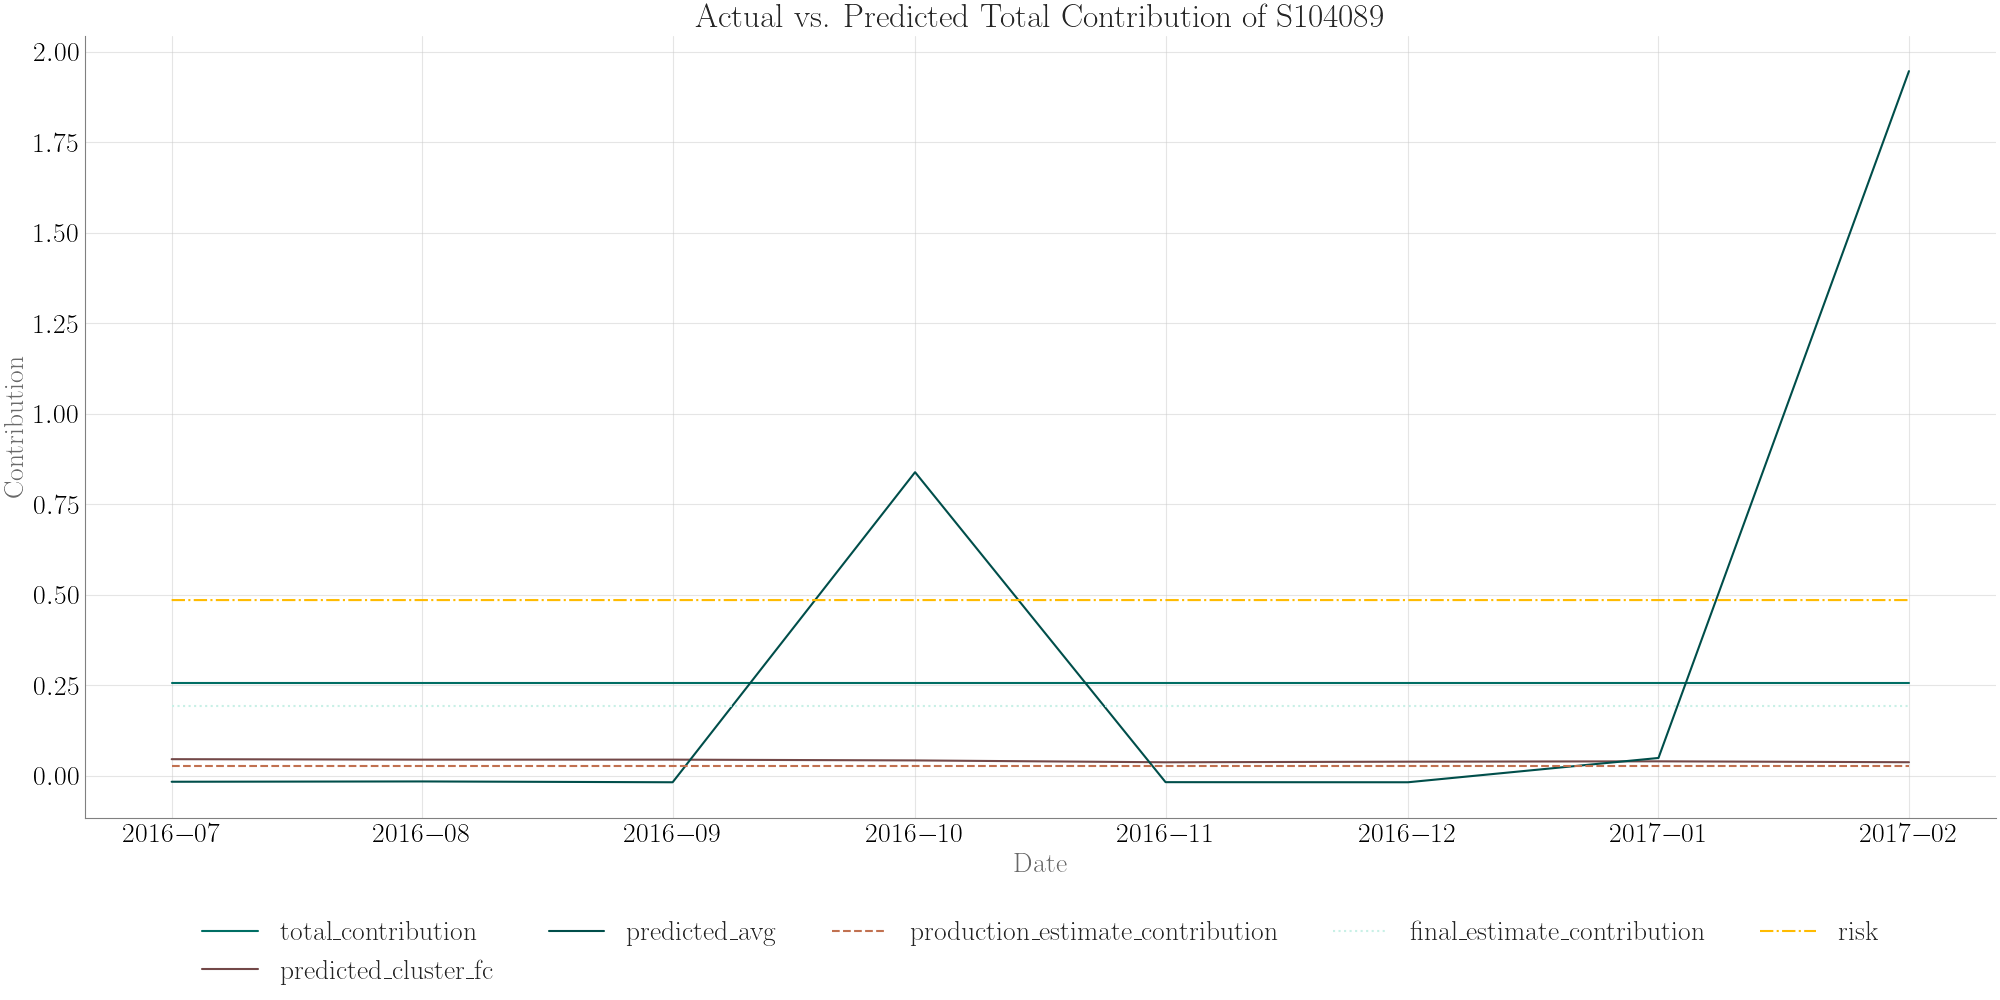 Actual vs. Predicted Total Contribution of S104089
2.00
1.75
1.50
1.25
1.00
0.75
0.50
0.25
0.00
Contribution
2016–07 2016–08 2016–09 2016–10 2016–11 2016–12 2017–01 2017–02
Date
total_contribution predicted_avg production_estimate_contribution final_estimate_contribution risk
predicted_cluster_fc